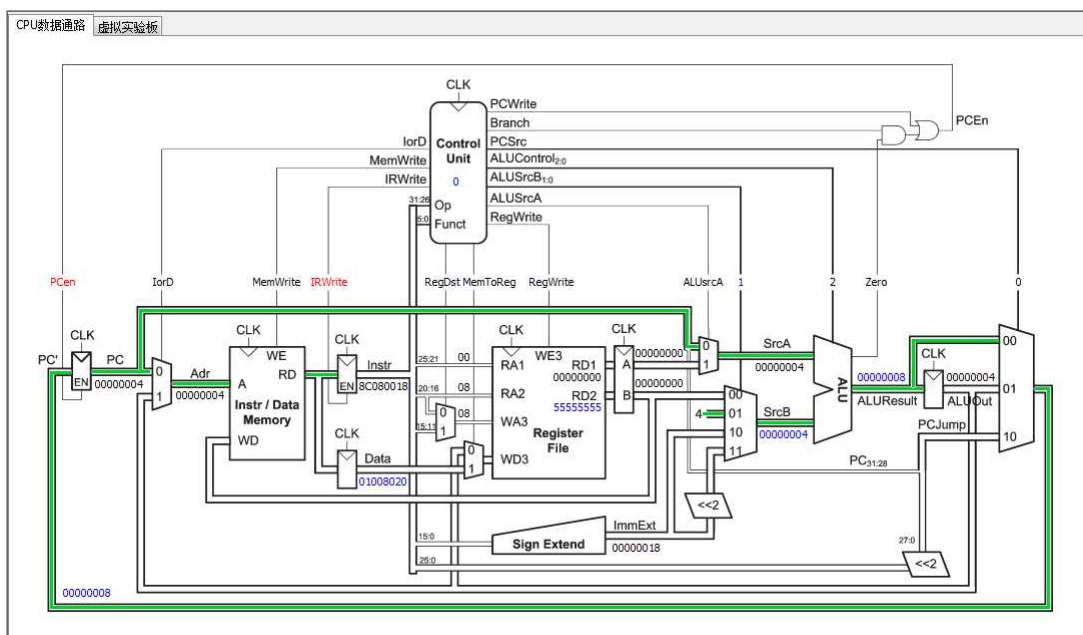 CPU数据通路 虚拟实验板
CLK
PCWrite
Branch
PCEn
IorD
Control
Unit
PCSrc
MemWrite
ALUControl2:0
IRWrite
0
ALUSrcB1:0
31:26
Op
ALUSrcA
5:0
Funct
RegWrite
PCen IorD MemWrite IRWrite RegDst MemToReg RegWrite ALUsrcA 1 2 Zero 0
CLK CLK CLK CLK CLK CLK
PC' PC 0 Adr A WE RD Instr 25:21 00 RA1 WE3 RD1 A 00000000 0 SrcA 00000008 00
EN 00000004 1 00000004 EN 8C080018 00000000 1 00000004 ALU ALUResult 00000004 ALUOut 01
Instr / Data
Memory
20:16 08 RA2 RD2 B 00000000 00
55555555
0 08 WA3 4 01 SrcB
15:11 1 10 00000004
WD CLK Register
File
11 PCJump 10
Data 0 WD3 PC31:28
01008020 1
<<2
ImmExt
15:0 Sign Extend 00000018 27:0
25:0 <<2
00000008